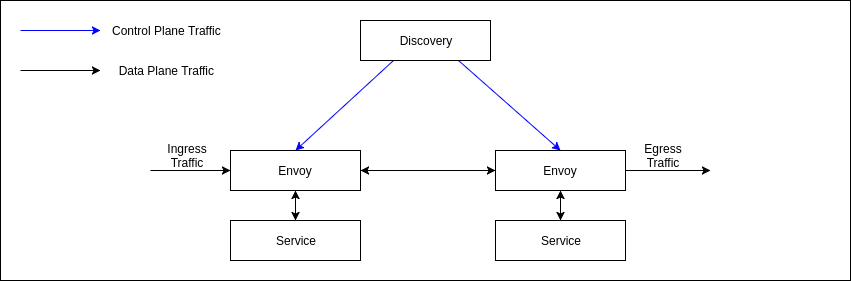 Control Plane Traffic
Discovery
Data Plane Traffic
Ingress
Traffic
Egress
Traffic
Envoy
Envoy
Service
Service